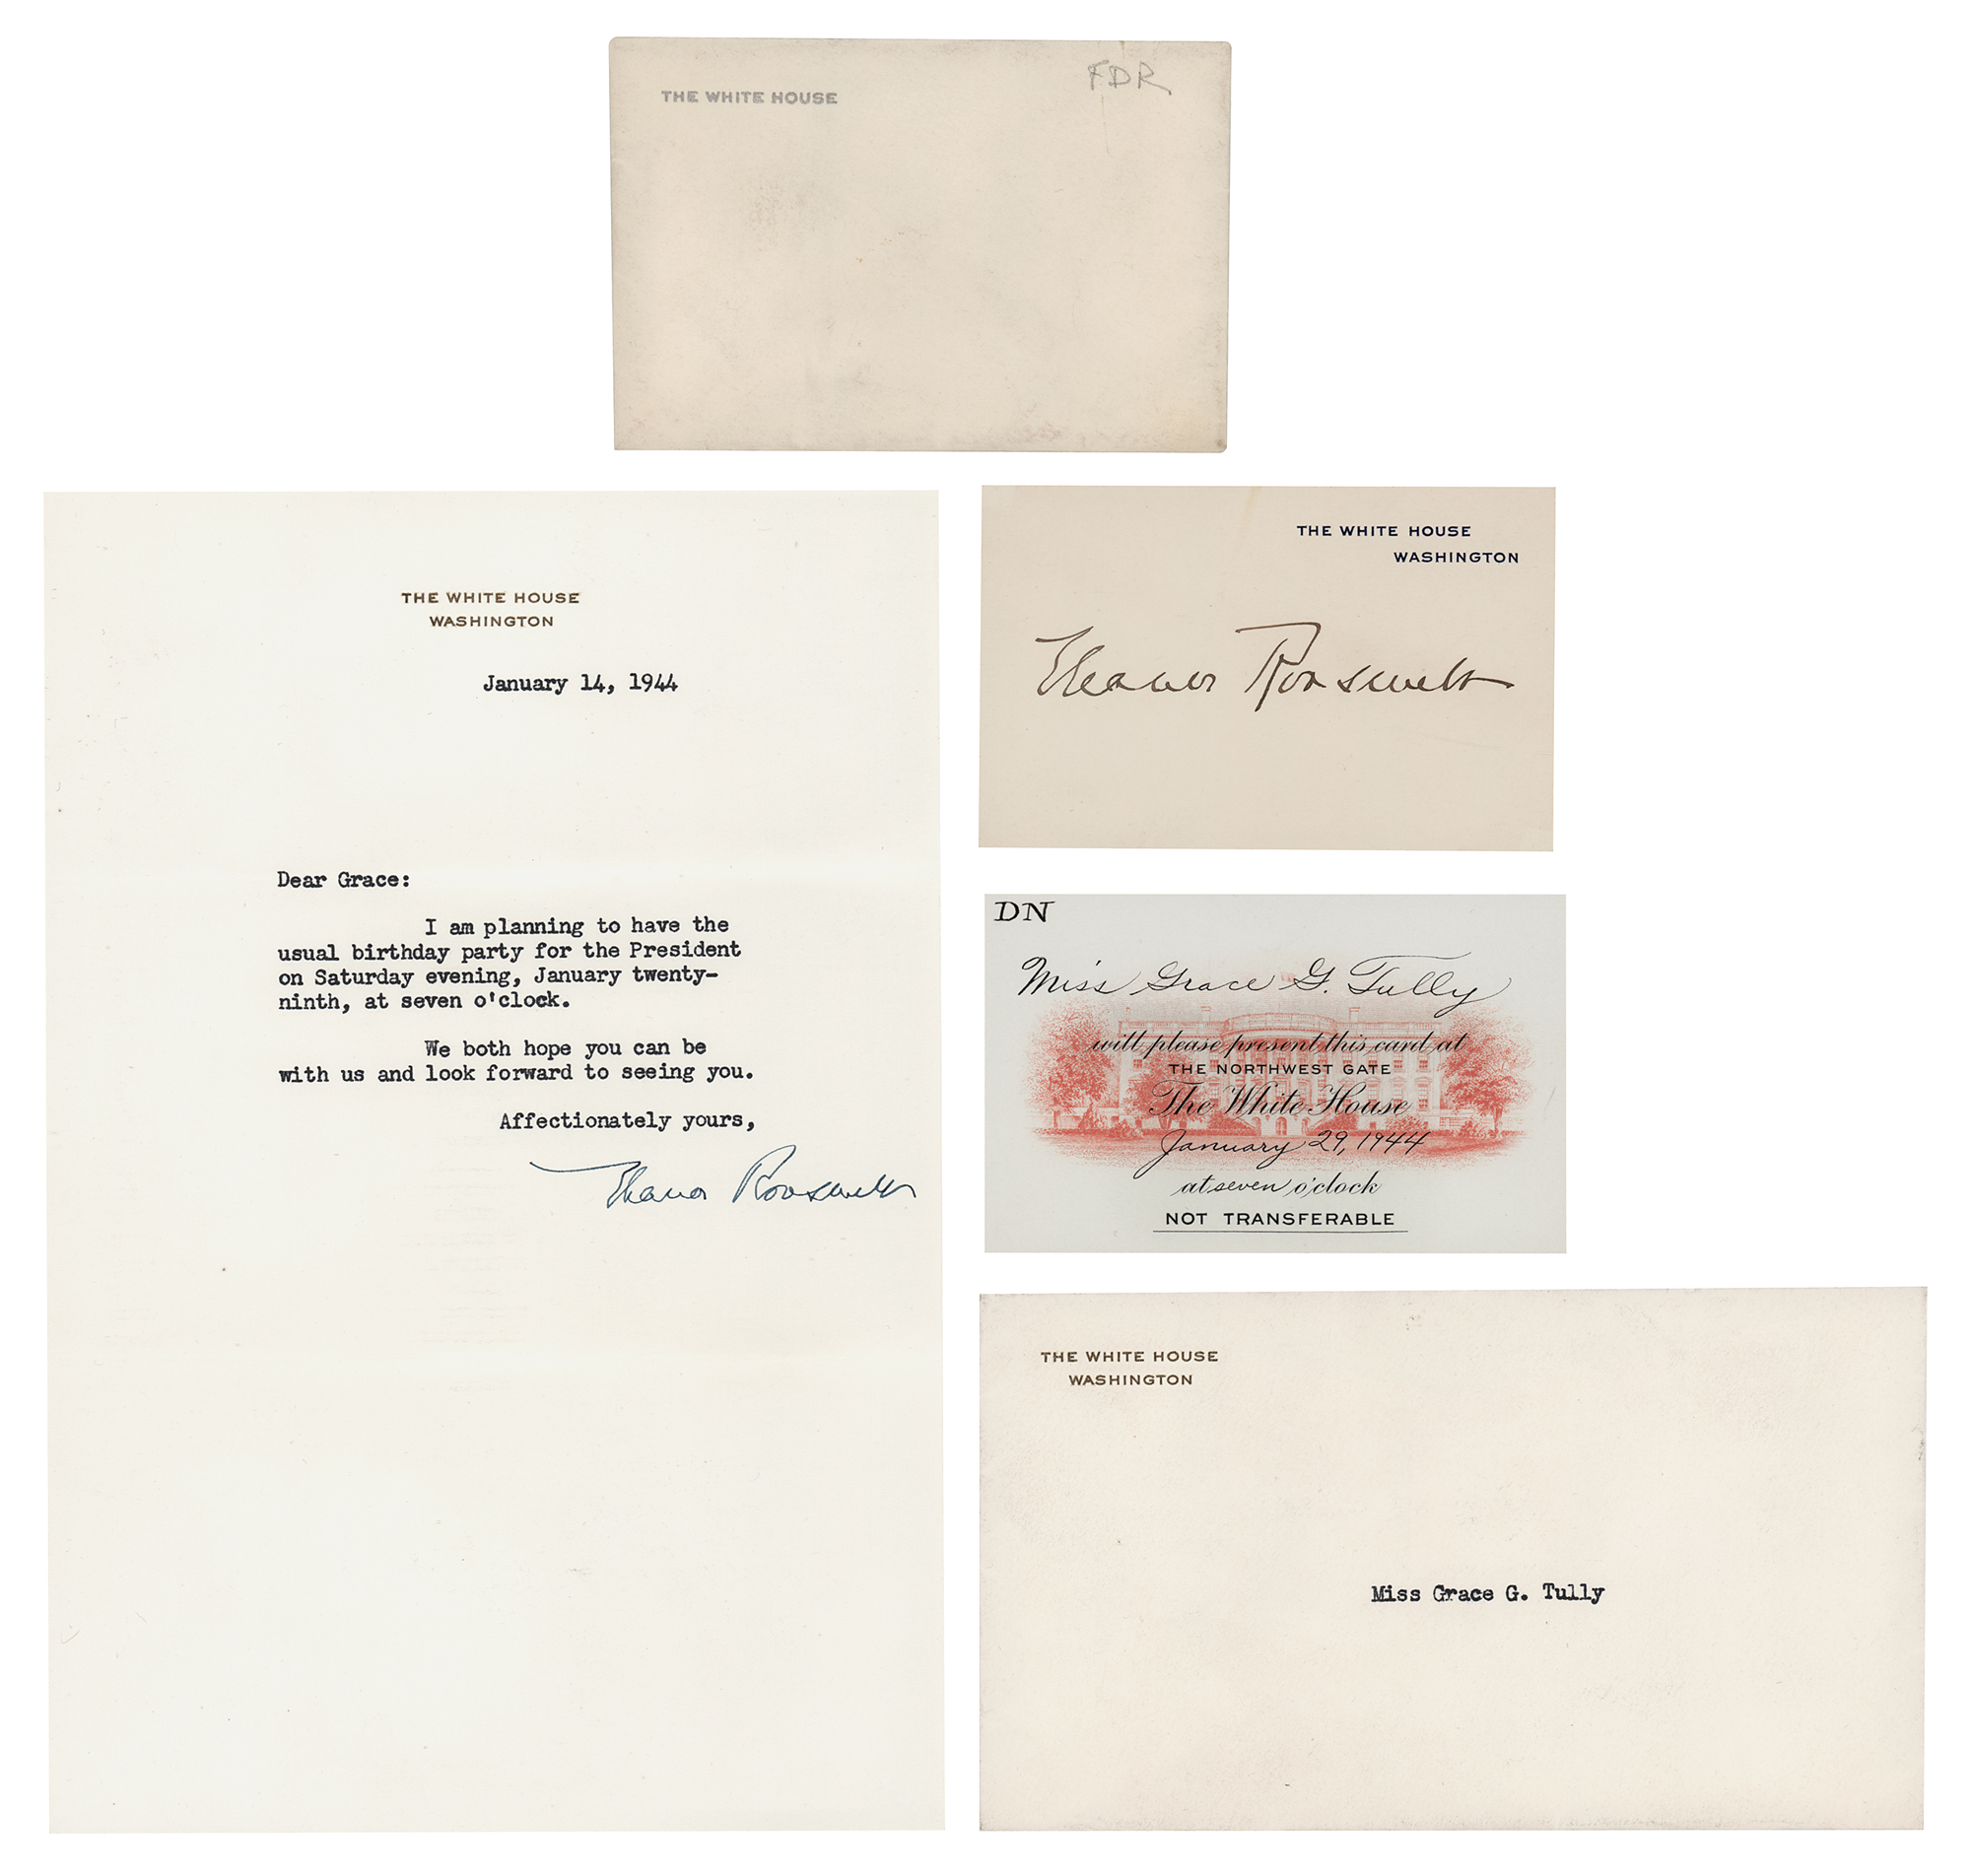 THE WHITE HOUSE
FDR
THE WHITE HOUSE
WASHINGTON
January 14, 1944
Dear Grace:
I am planning to have the
usual birthday party for the President
on Saturday evening, January twenty-
ninth, at seven o'clock.
We both hope you can be
with us and look forward to seeing you.
Affectionately yours,
Eleanor Roosevelt
THE WHITE HOUSE
WASHINGTON
Eleanor Roosevelt
DN
Miss Grace G. Tully
will please present this card at
THE NORTHWEST GATE
The White House
January 29, 1944
at seven o'clock
NOT TRANSFERABLE
THE WHITE HOUSE
WASHINGTON
Miss Grace G. Tully